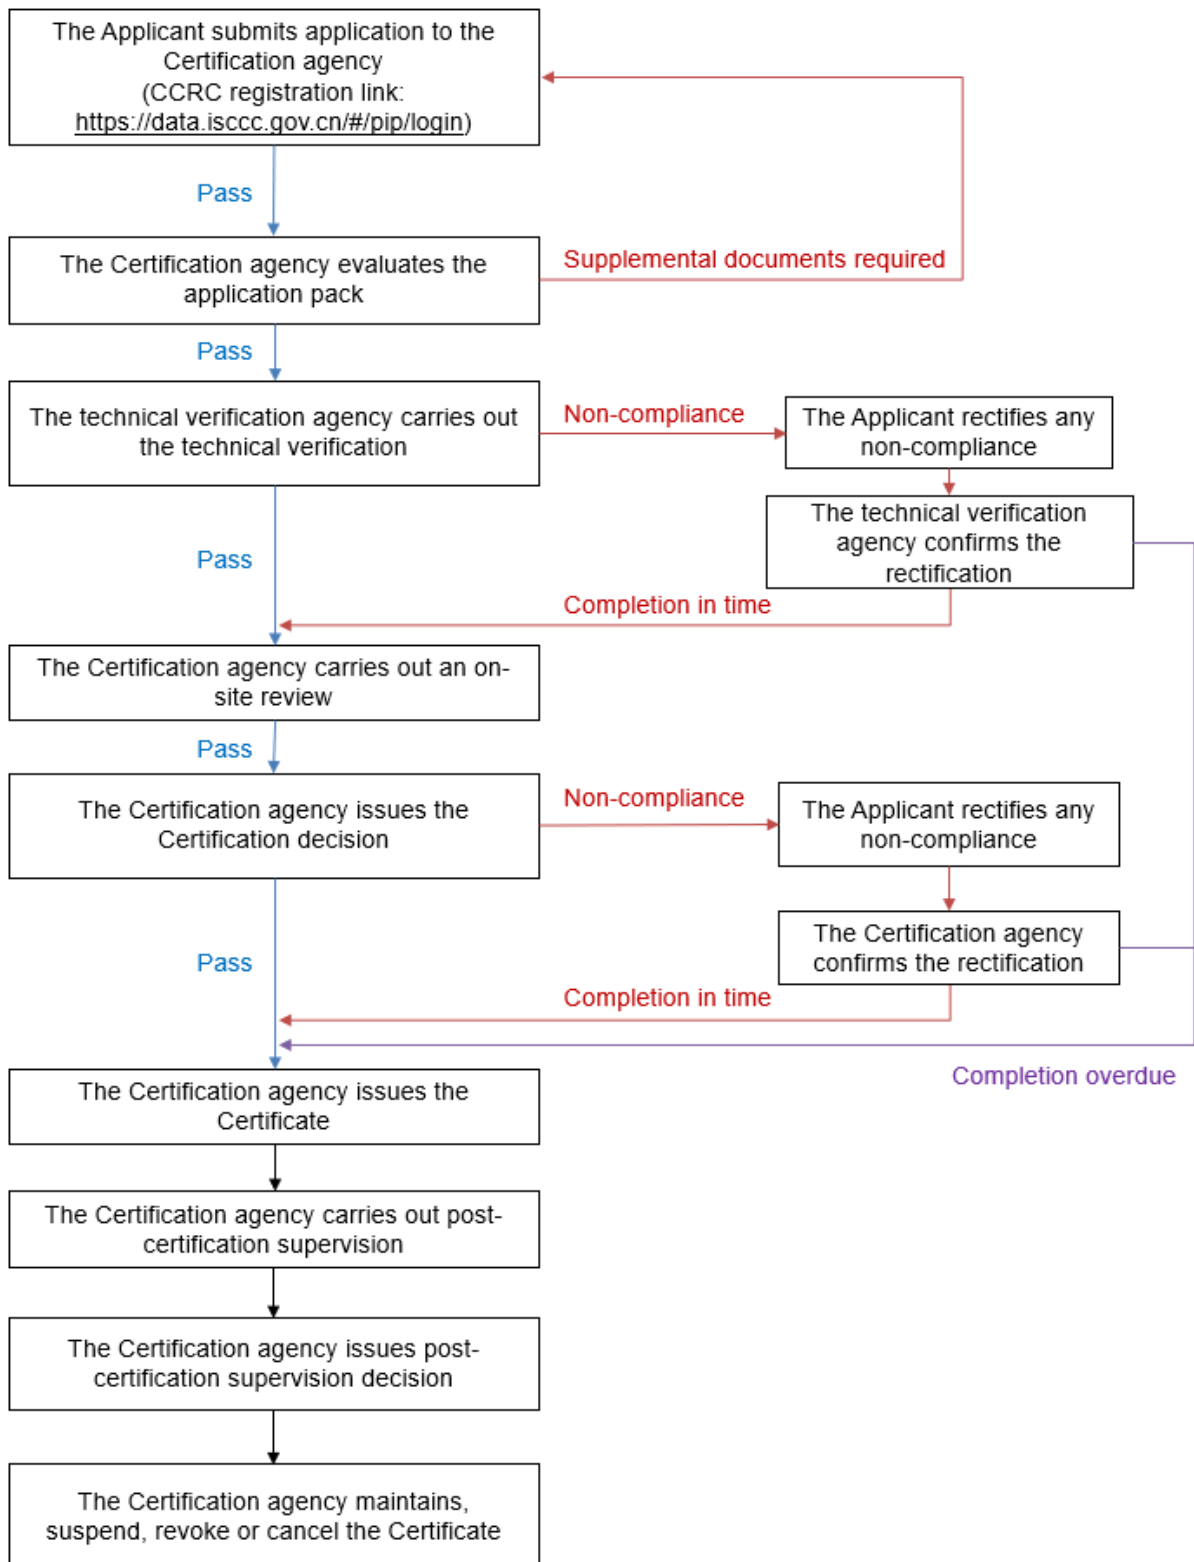 The Applicant submits application to the
Certification agency
(CCRC registration link:
https://data.isccc.gov.cn/#/pip/login)
Pass
The Certification agency evaluates the
application pack
Supplemental documents required
Pass
The technical verification agency carries out
the technical verification
Non-compliance
The Applicant rectifies any
non-compliance
The technical verification
agency confirms the
rectification
Pass
Completion in time
The Certification agency carries out an on-
site review
Pass
The Certification agency issues the
Certification decision
Non-compliance
The Applicant rectifies any
non-compliance
The Certification agency
confirms the rectification
Pass
Completion in time
Completion overdue
The Certification agency issues the
Certificate
The Certification agency carries out post-
certification supervision
The Certification agency issues post-
certification supervision decision
The Certification agency maintains,
suspend, revoke or cancel the Certificate